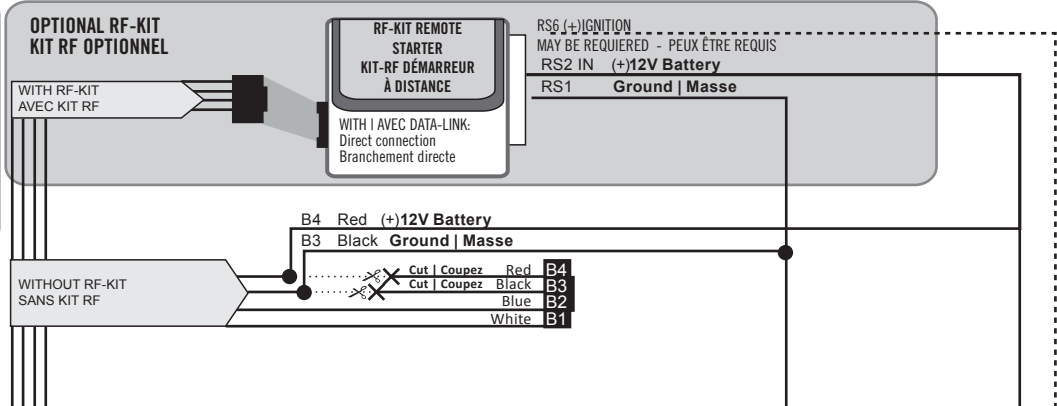 OPTIONAL RF-KIT
KIT RF OPTIONNEL
RF-KIT REMOTE
STARTER
KIT-RF DÉMARREUR
À DISTANCE
RS6 (+)IGNITION
MAY BE REQUIERED - PEUX ÊTRE REQUIS
RS2 IN (+)12V Battery
RS1 Ground | Masse
WITH RF-KIT
AVEC KIT RF
WITH | AVEC DATA-LINK:
Direct connection
Branchement directe
B4 Red (+)12V Battery
B3 Black Ground | Masse
WITHOUT RF-KIT
SANS KIT RF
Cut | Coupez Red B4
Cut | Coupez Black B3
Blue B2
White B1